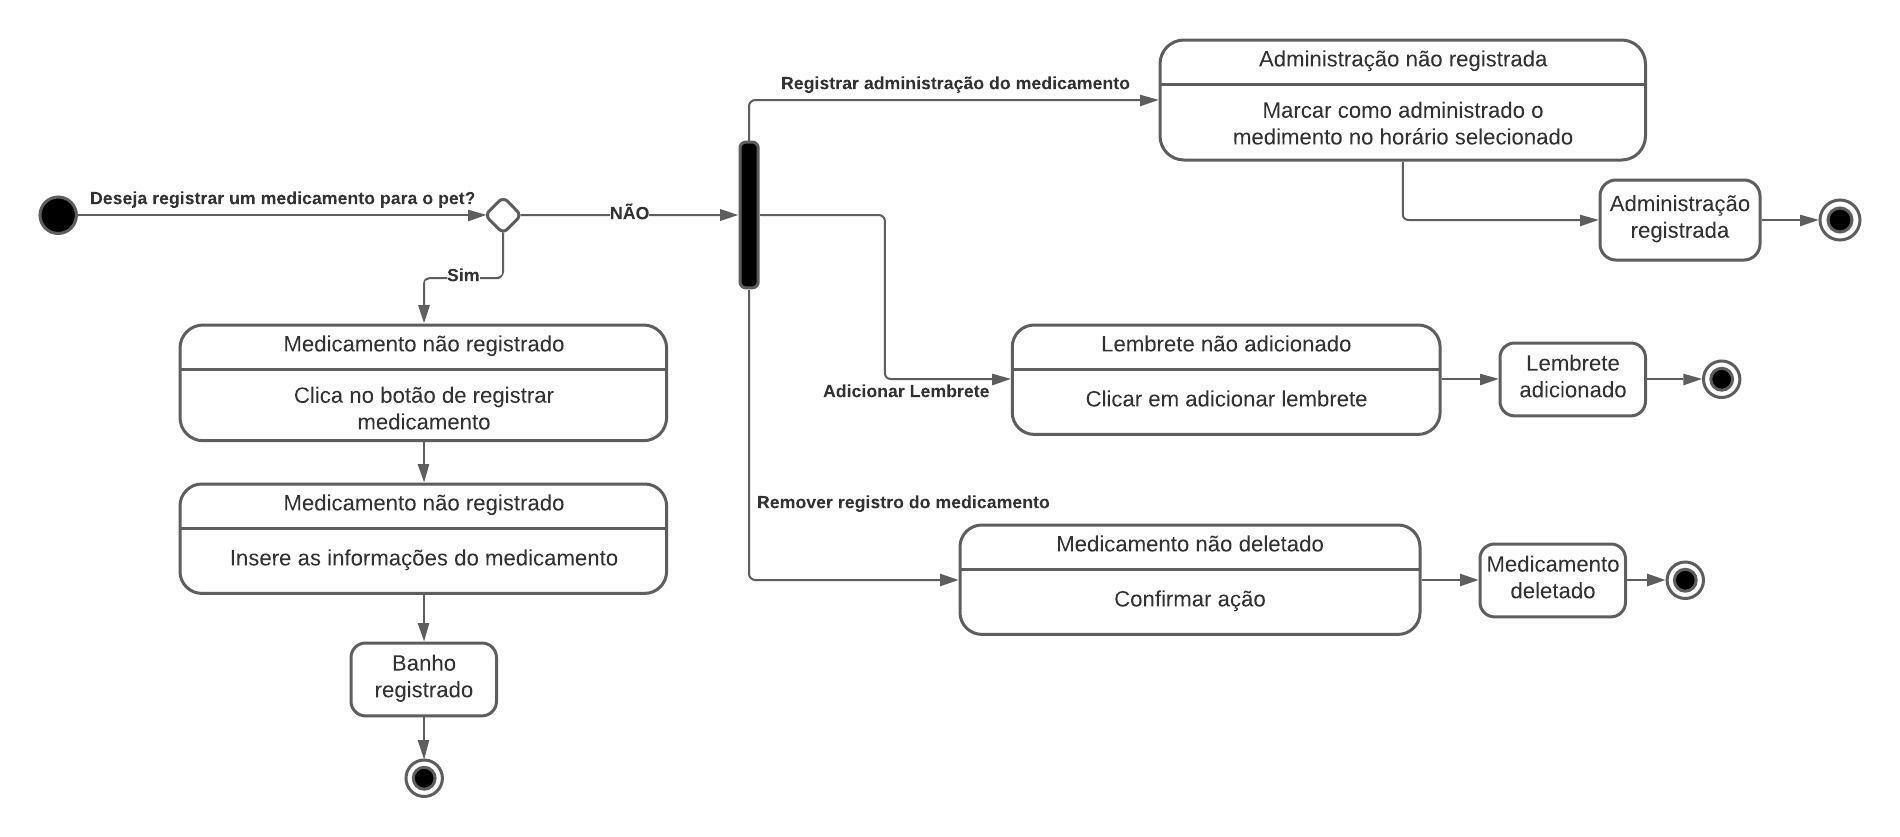 Deseja registrar um medicamento para o pet?
NÃO
Sim
Medicamento não registrado
Clica no botão de registrar
medicamento
Medicamento não registrado
Insere as informações do medicamento
Banho
registrado
Registrar administração do medicamento
Administração não registrada
Marcar como administrado o
medimento no horário selecionado
Administração
registrada
Adicionar Lembrete
Lembrete não adicionado
Clicar em adicionar lembrete
Lembrete
adicionado
Remover registro do medicamento
Medicamento não deletado
Confirmar ação
Medicamento
deletado